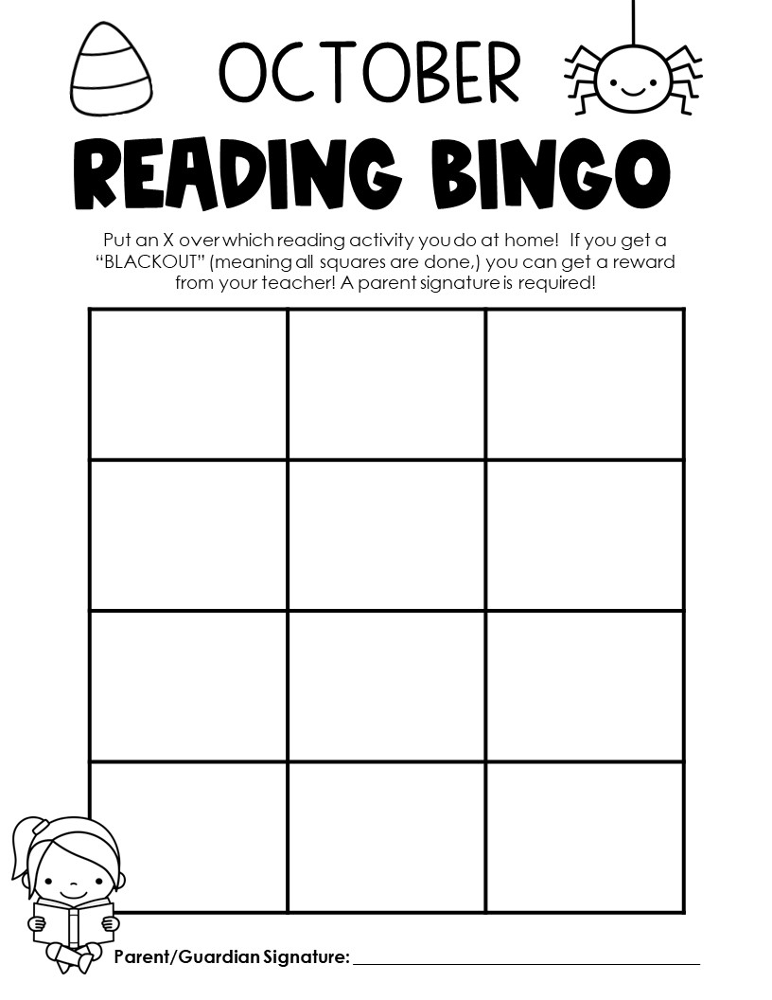 OCTOBER
READING BINGO
Put an X over which reading activity you do at home! If you get a
“BLACKOUT” (meaning all squares are done,) you can get a reward
from your teacher! A parent signature is required!
Parent/Guardian Signature: ________________________________